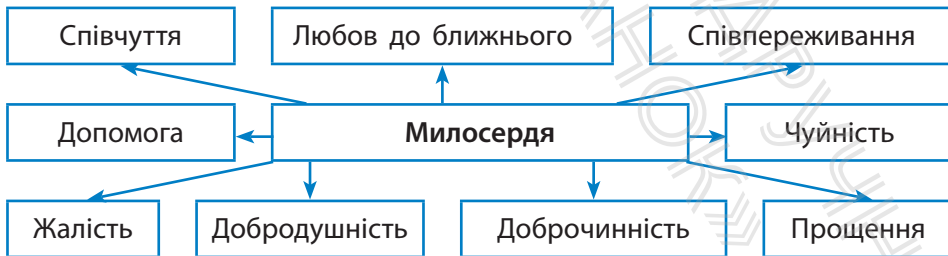 Співчуття
Любов до ближнього
Співпереживання
Допомога
Милосердя
Чуйність
Жалість
Добродушність
Доброчинність
Прощення